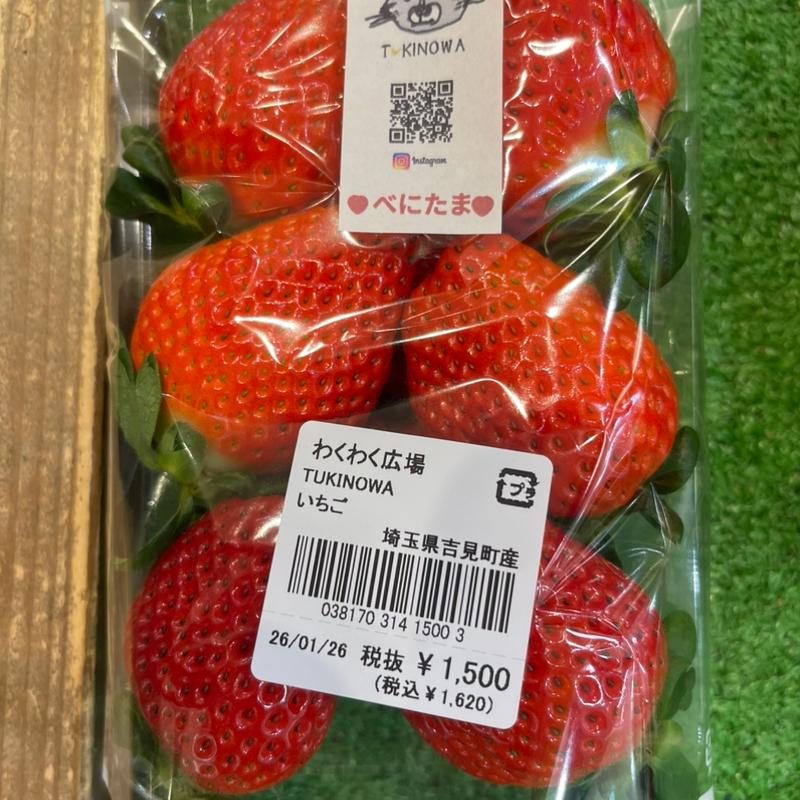 TUKINOWA
Instagram
べにたま
わくわく広場
TUKINOWA
プラ
いちご
埼玉県吉見町産
038170 314 1500 3
26/01/26 税抜 ¥1,500
(税込¥1,620)